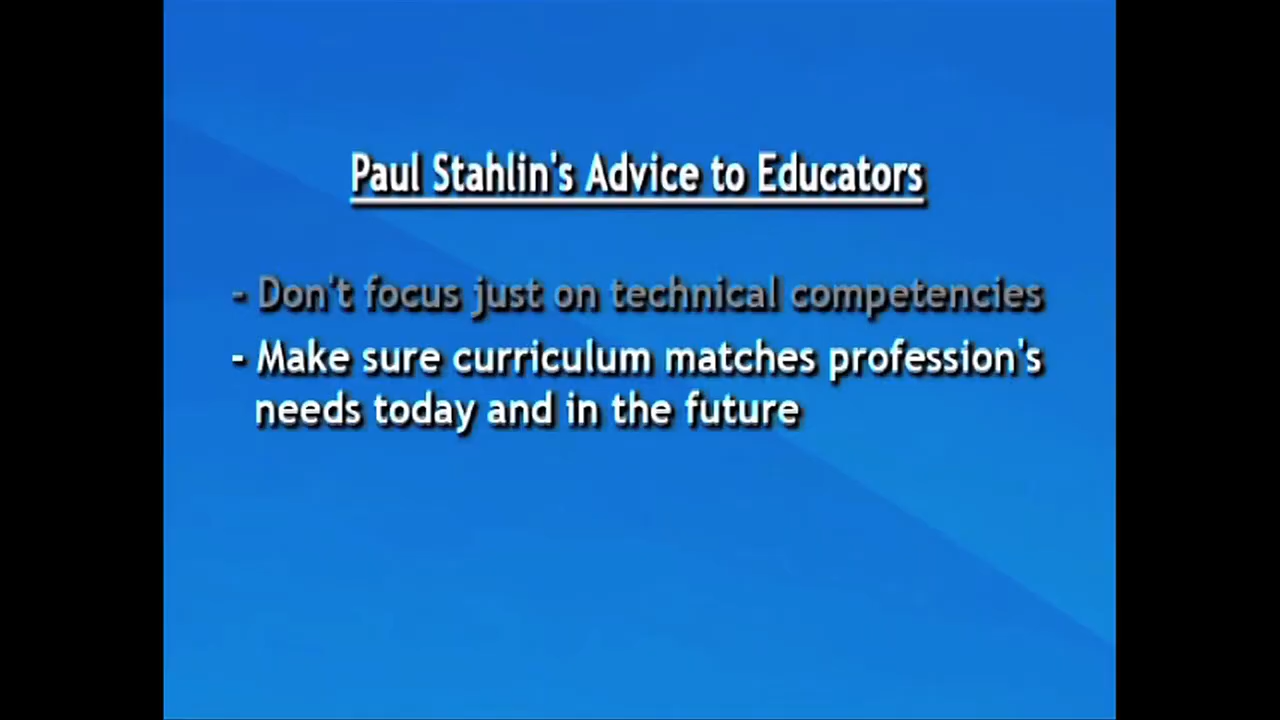 Paul Stahlin's Advice to Educators
- Don't focus just on technical competencies
- Make sure curriculum matches profession's
needs today and in the future